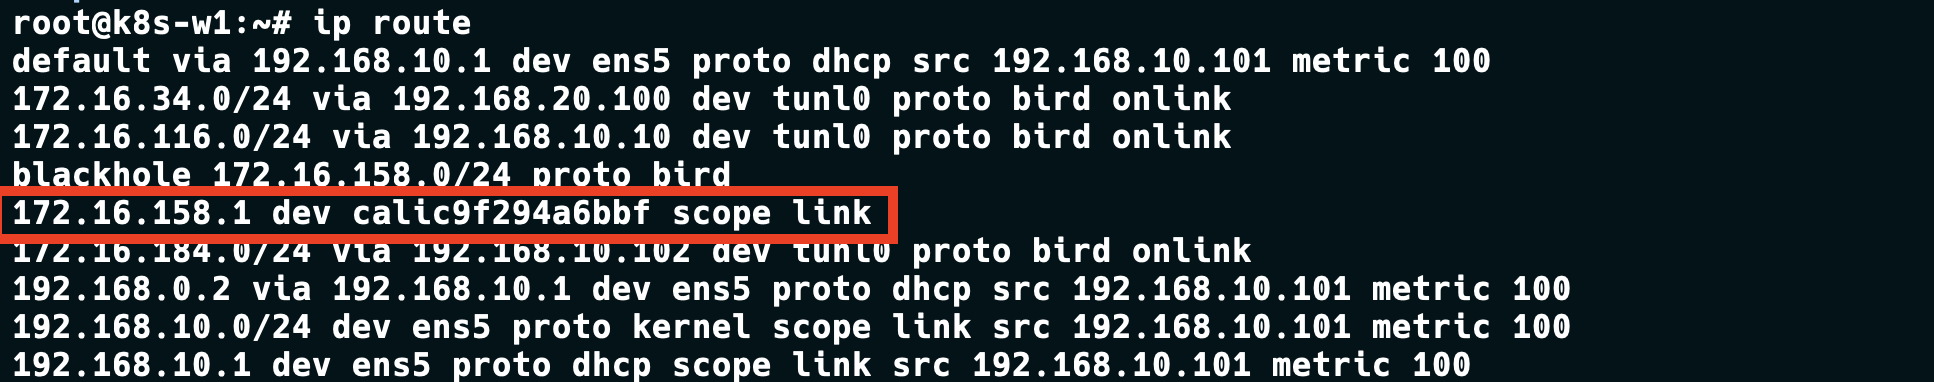 root@k8s-w1:~# ip route
default via 192.168.10.1 dev ens5 proto dhcp src 192.168.10.101 metric 100
172.16.34.0/24 via 192.168.20.100 dev tunl0 proto bird onlink
172.16.116.0/24 via 192.168.10.10 dev tunl0 proto bird onlink
blackhole 172.16.158.0/24 proto bird
172.16.158.1 dev calic9f294a6bbf scope link
172.16.184.0/24 via 192.168.10.102 dev tunl0 proto bird onlink
192.168.0.2 via 192.168.10.1 dev ens5 proto dhcp src 192.168.10.101 metric 100
192.168.10.0/24 dev ens5 proto kernel scope link src 192.168.10.101 metric 100
192.168.10.1 dev ens5 proto dhcp scope link src 192.168.10.101 metric 100